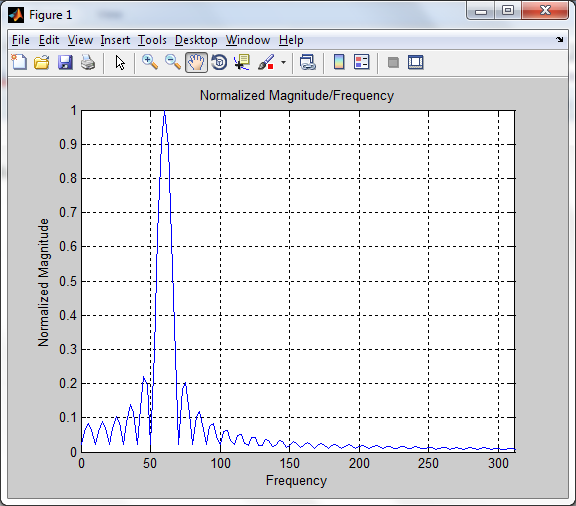 Figure 1
File Edit View Insert Tools Desktop Window Help
Normalized Magnitude/Frequency
Normalized Magnitude
1
0.9
0.8
0.7
0.6
0.5
0.4
0.3
0.2
0.1
0
0 50 100 150 200 250 300
Frequency